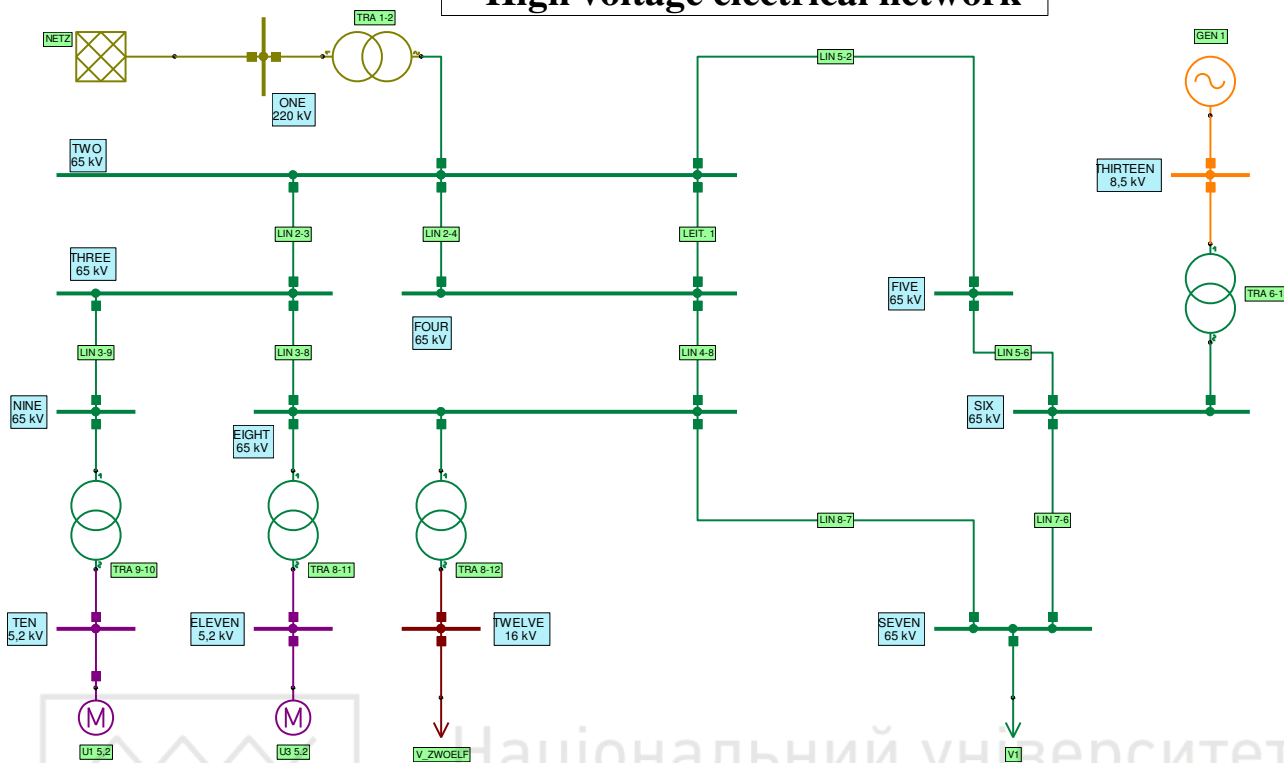 High voltage electrical network
TRA 1-2
NETZ
GEN 1
LIN 5-2
ONE
220 kV
TWO
65 kV
THIRTEEN
8,5 kV
LIN 2-3
LIN 2-4
LEIT. 1
THREE
65 kV
FIVE
65 kV
TRA 6-1
FOUR
65 kV
LIN 3-9
LIN 3-8
LIN 4-8
LIN 5-6
NINE
65 kV
SIX
65 kV
EIGHT
65 kV
LIN 8-7
LIN 7-6
TRA 9-10
TRA 8-11
TRA 8-12
TEN
5,2 kV
ELEVEN
5,2 kV
TWELVE
16 kV
SEVEN
65 kV
M
M
U1 5,2
U3 5.2
V_ZWOELF
V1
Національний університет